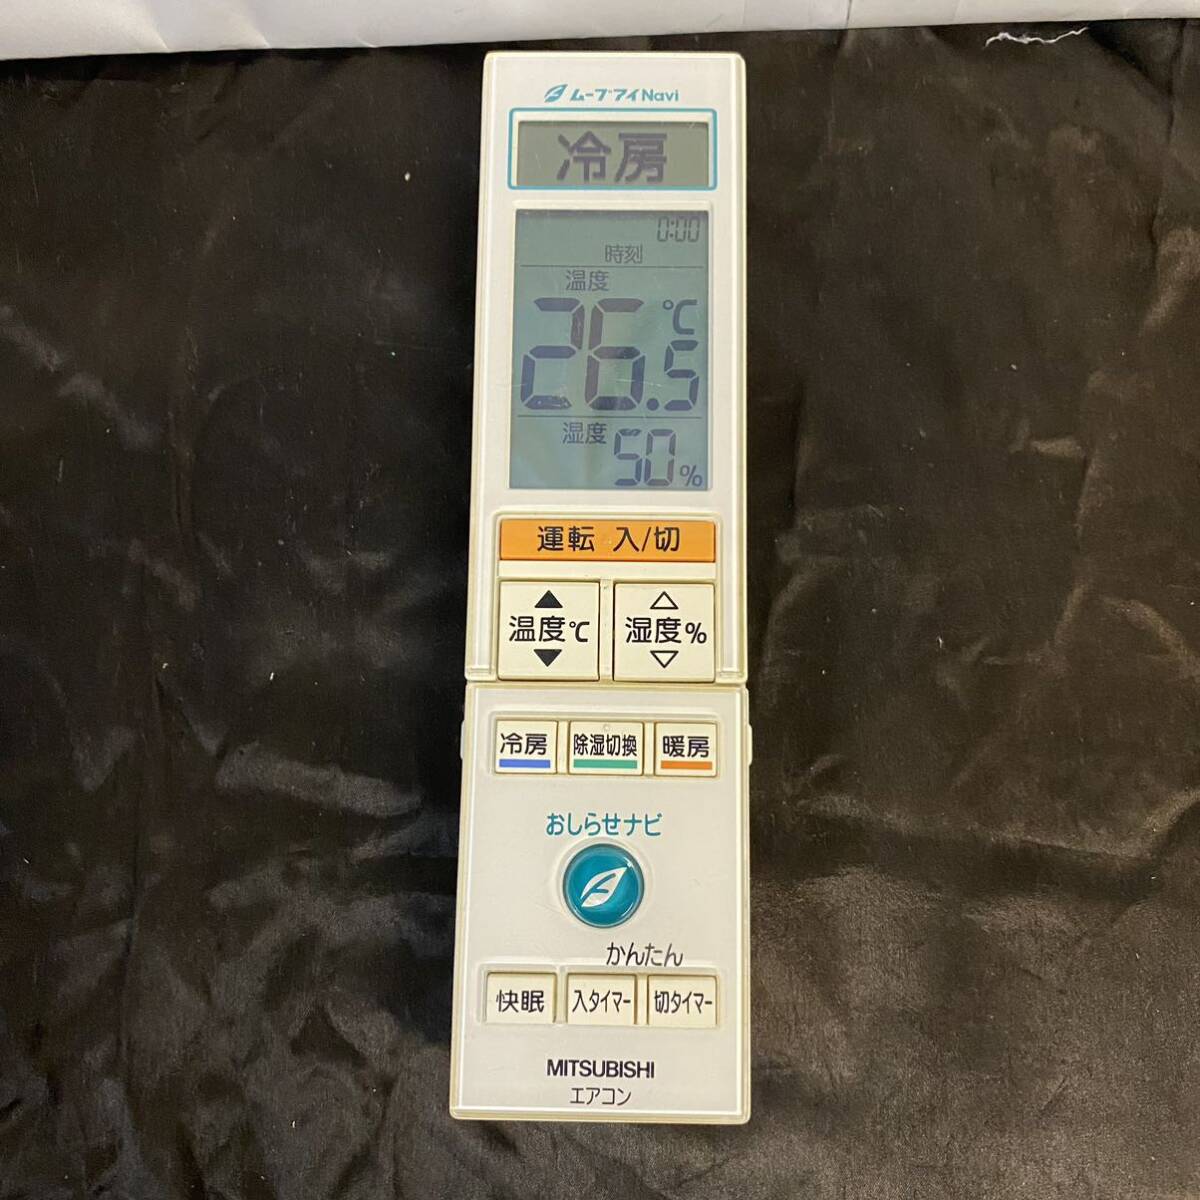 ムーブアイNavi
冷房
0:00
時刻
温度
26.5℃
湿度 50%
運転 入/切
▲ △
温度℃ 湿度%
▼ ▽
冷房 除湿切換 暖房
おしらせナビ
かんたん
快眠 入タイマー 切タイマー
MITSUBISHI
エアコン